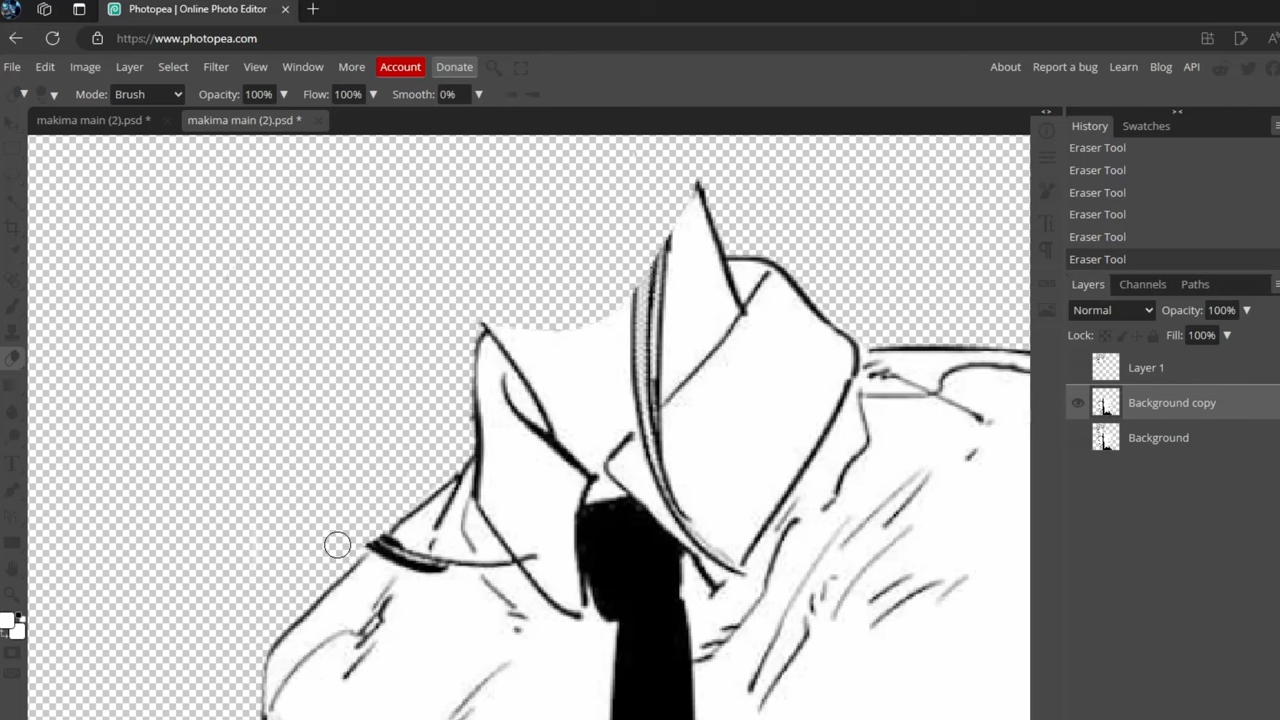 Photopea | Online Photo Editor
https://www.photopea.com
File Edit Image Layer Select Filter View Window More Account Donate About Report a bug Learn Blog API
Mode: Brush Opacity: 100% Flow: 100% Smooth: 0%
makima main (2).psd * makima main (2).psd *
History Swatches
Eraser Tool
Eraser Tool
Eraser Tool
Eraser Tool
Eraser Tool
Eraser Tool
Layers Channels Paths
Normal Opacity: 100%
Lock: Fill: 100%
Layer 1
Background copy
Background